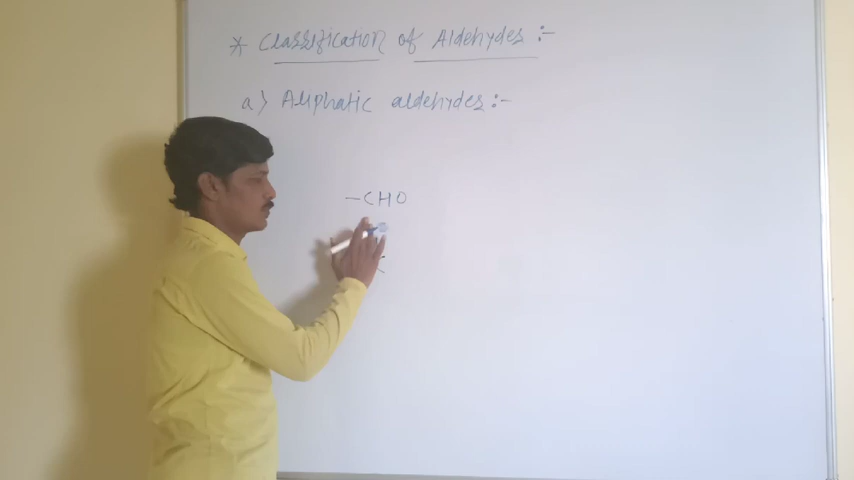 * Classification of Aldehydes :-
a) Aliphatic aldehydes :-
-CHO